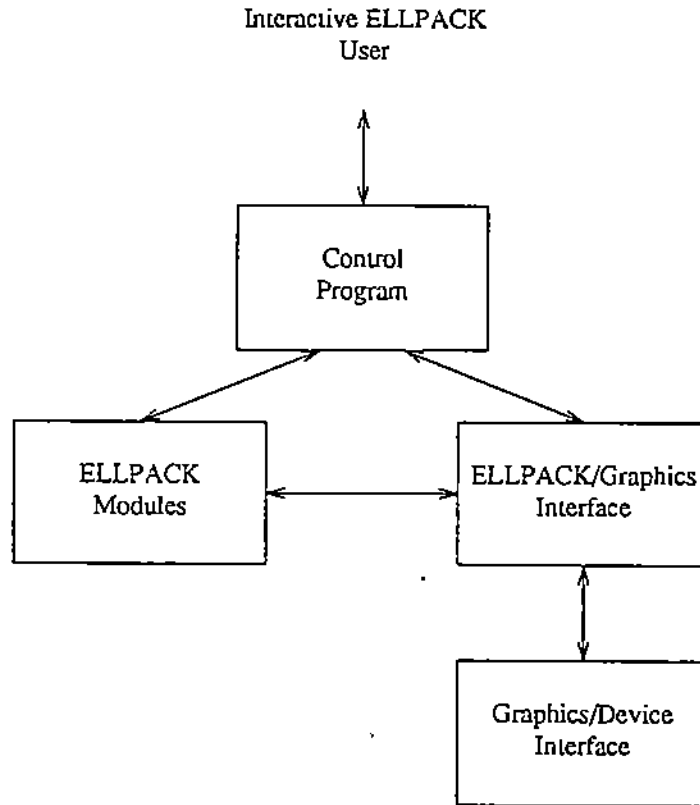 Interactive ELLPACK
User
Control
Program
ELLPACK
Modules
ELLPACK/Graphics
Interface
Graphics/Device
Interface